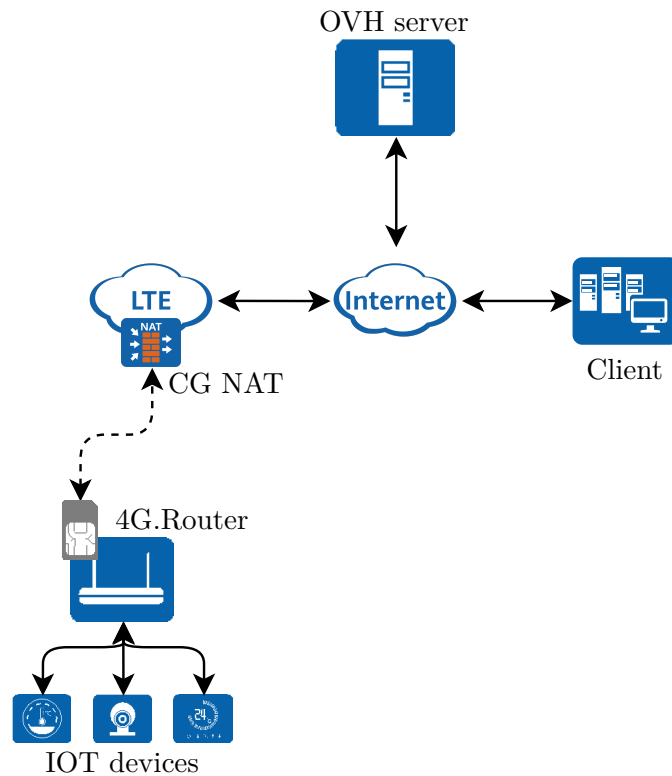 OVH server
LTE
Internet
NAT
CG NAT
Client
4G.Router
24
IOT devices